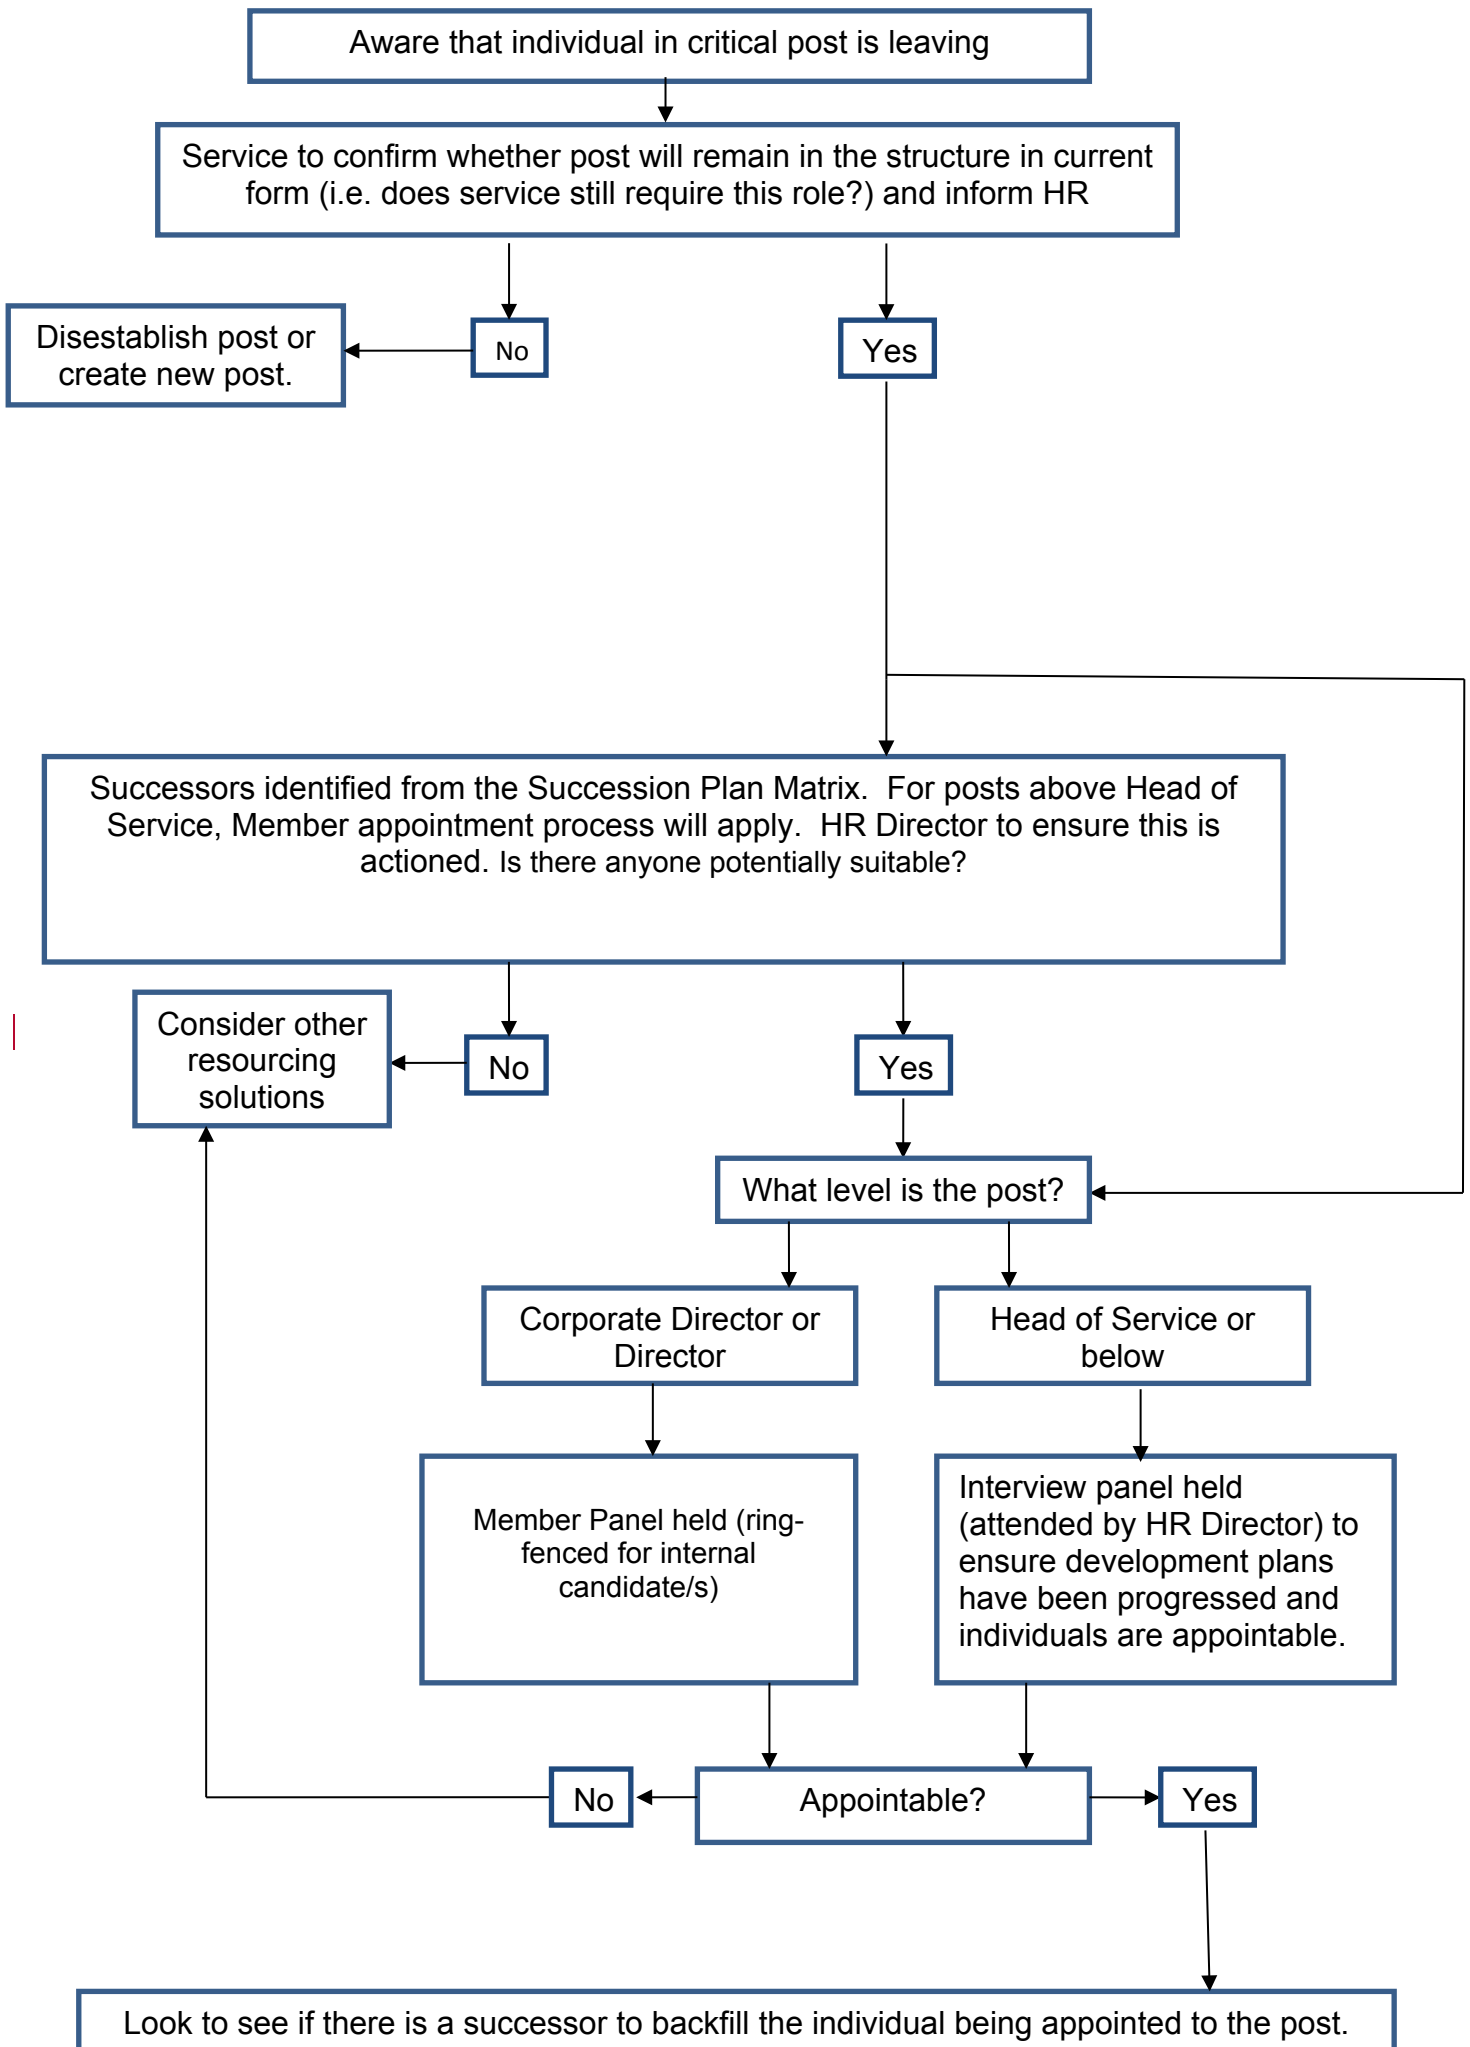 Aware that individual in critical post is leaving
Service to confirm whether post will remain in the structure in current
form (i.e. does service still require this role?) and inform HR
Disestablish post or
create new post.
No
Yes
Successors identified from the Succession Plan Matrix.  For posts above Head of
Service, Member appointment process will apply.  HR Director to ensure this is
actioned. Is there anyone potentially suitable?
Consider other
resourcing
solutions
No
Yes
What level is the post?
Corporate Director or
Director
Head of Service or
below
Member Panel held (ring-
fenced for internal
candidate/s)
Interview panel held
(attended by HR Director) to
ensure development plans
have been progressed and
individuals are appointable.
No
Appointable?
Yes
Look to see if there is a successor to backfill the individual being appointed to the post.